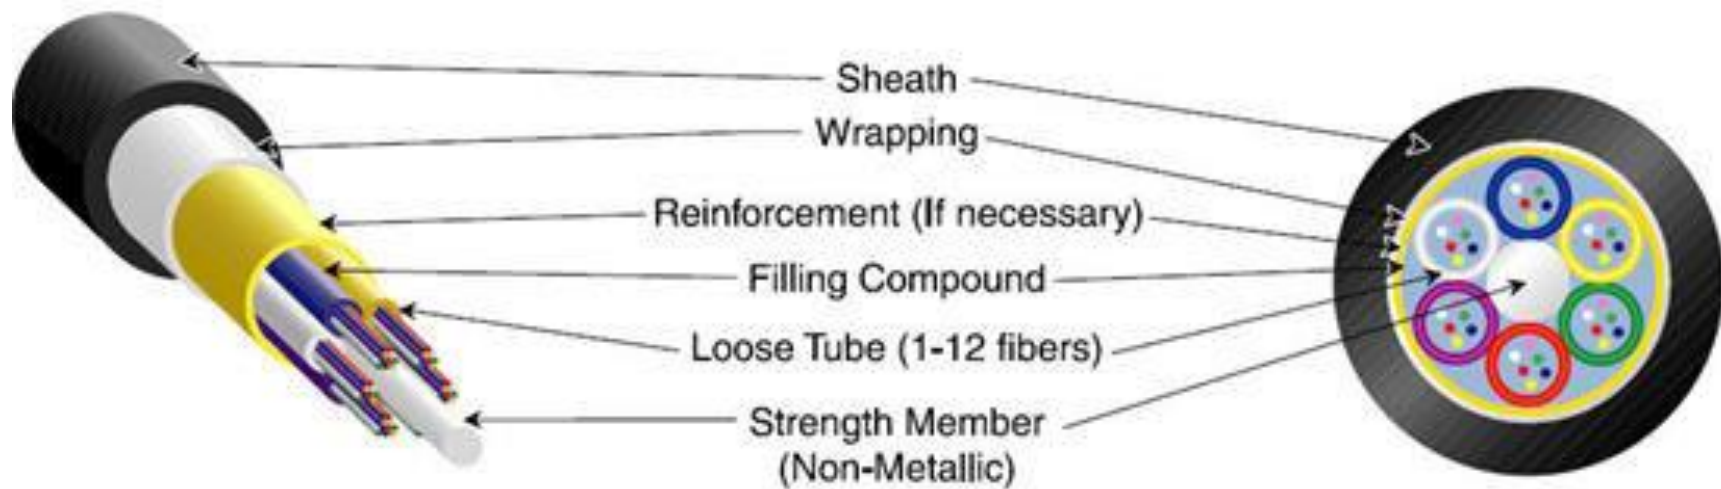 Sheath
Wrapping
Reinforcement (If necessary)
Filling Compound
Loose Tube (1-12 fibers)
Strength Member
(Non-Metallic)